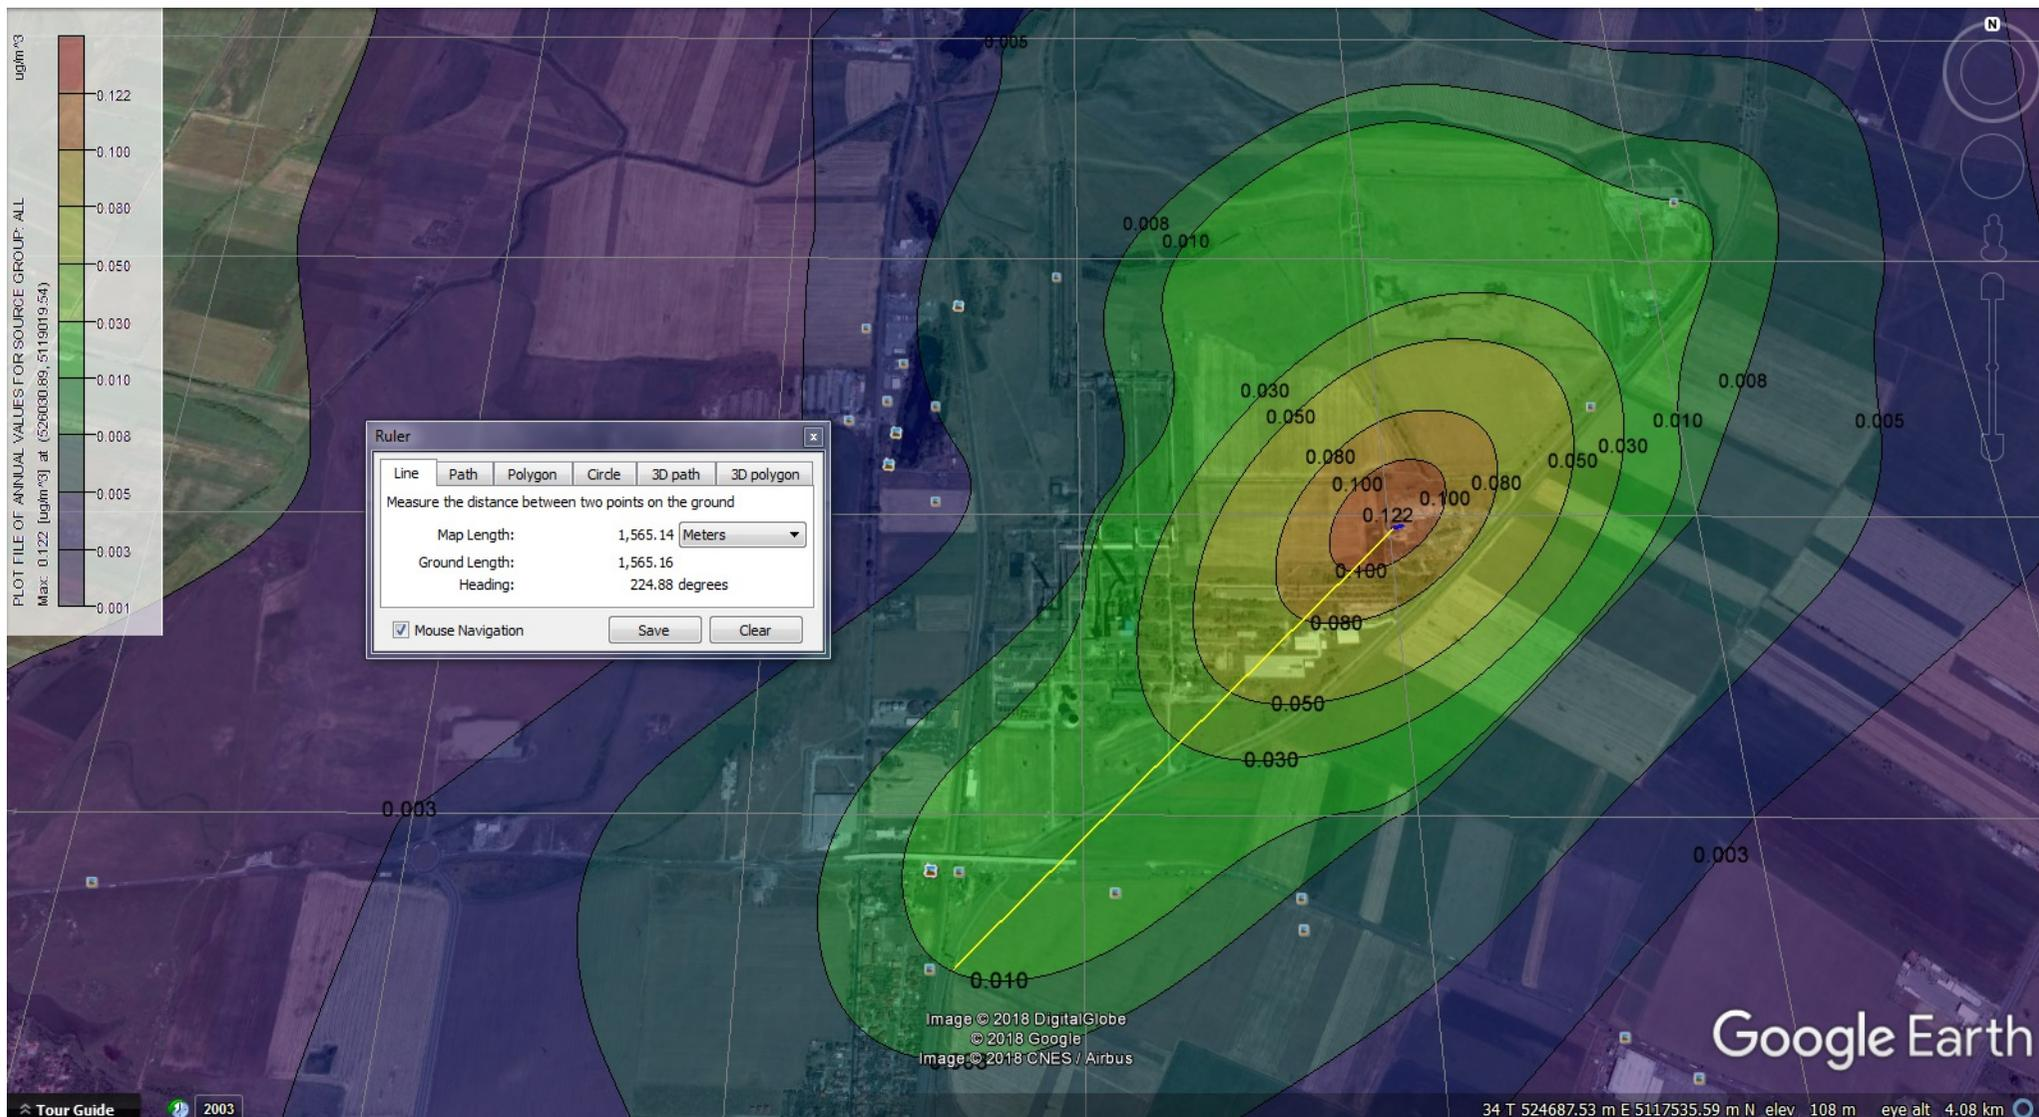 ug/m^3
PLOT FILE OF ANNUAL VALUES FOR SOURCE GROUP: ALL
Max: 0.122 [ug/m^3] at (526030.89, 5119019.54)
0.122
0.100
0.080
0.050
0.030
0.010
0.008
0.005
0.003
0.001
N
0.005
0.008
0.010
0.008
0.030
0.010
0.050
0.005
0.030
0.080
0.050
0.100
0.080
0.100
0.122
0.100
0.080
0.050
0.030
0.003
0.003
0.010
Ruler
x
Line
Path
Polygon
Circle
3D path
3D polygon
Measure the distance between two points on the ground
Map Length: 1,565.14 Meters
Ground Length: 1,565.16
Heading: 224.88 degrees
Mouse Navigation
Save
Clear
Image © 2018 DigitalGlobe
© 2018 Google
Image © 2018 CNES / Airbus
Google Earth
Tour Guide
2003
34 T 524687.53 m E 5117535.59 m N elev 108 m eye alt 4.08 km